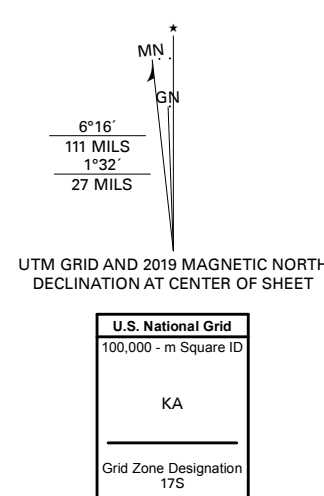 ★
MN
GN
6°16´
111 MILS
1°32´
27 MILS
UTM GRID AND 2019 MAGNETIC NORTH
DECLINATION AT CENTER OF SHEET
U.S. National Grid
100,000 - m Square ID
KA
Grid Zone Designation
17S